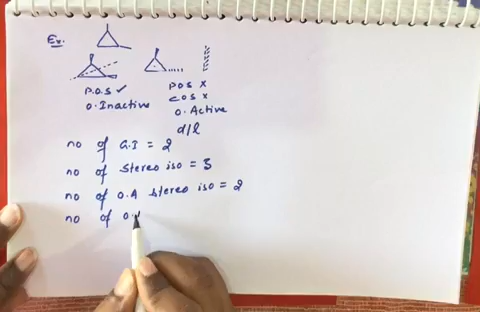 Ex.
P.O.S ✓
O.Inactive
POS x
COS x
O.Active
d/l
no of G.I = 2
no of Stereo iso = 3
no of O.A stereo iso = 2
no of O.